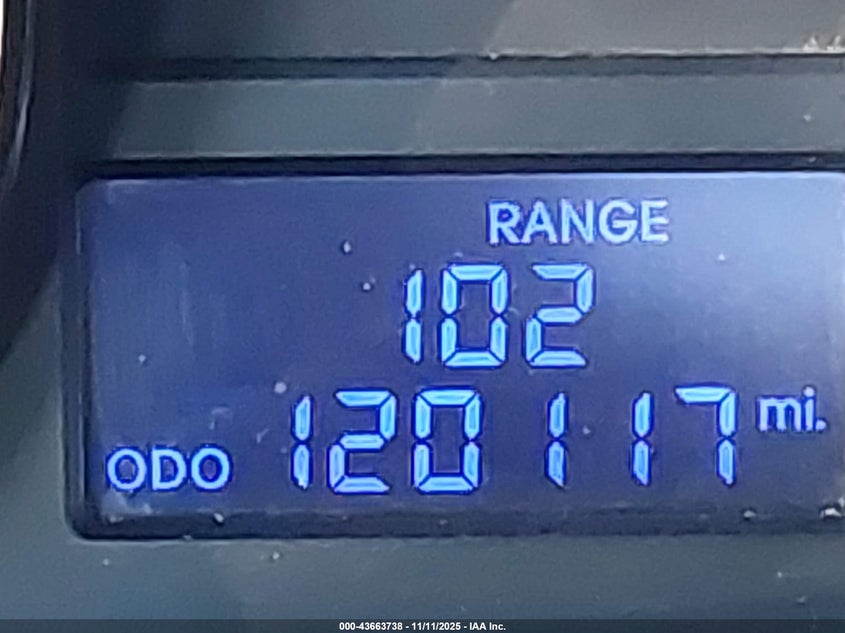 RANGE
102
ODO 120117 mi.
000-43663738 - 11/11/2025 - IAA Inc.